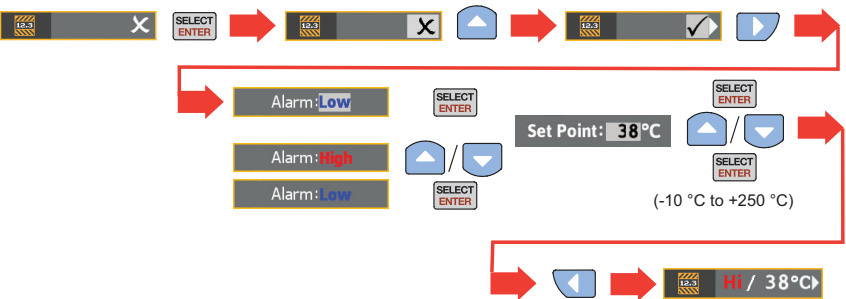 12.3 X SELECT ENTER 12.3 X 12.3 ✓
Alarm:Low SELECT ENTER
Alarm:High
Alarm:Low SELECT ENTER
Set Point: 38°C SELECT ENTER
/
/
SELECT ENTER
(-10 °C to +250 °C)
12.3 Hi / 38°C